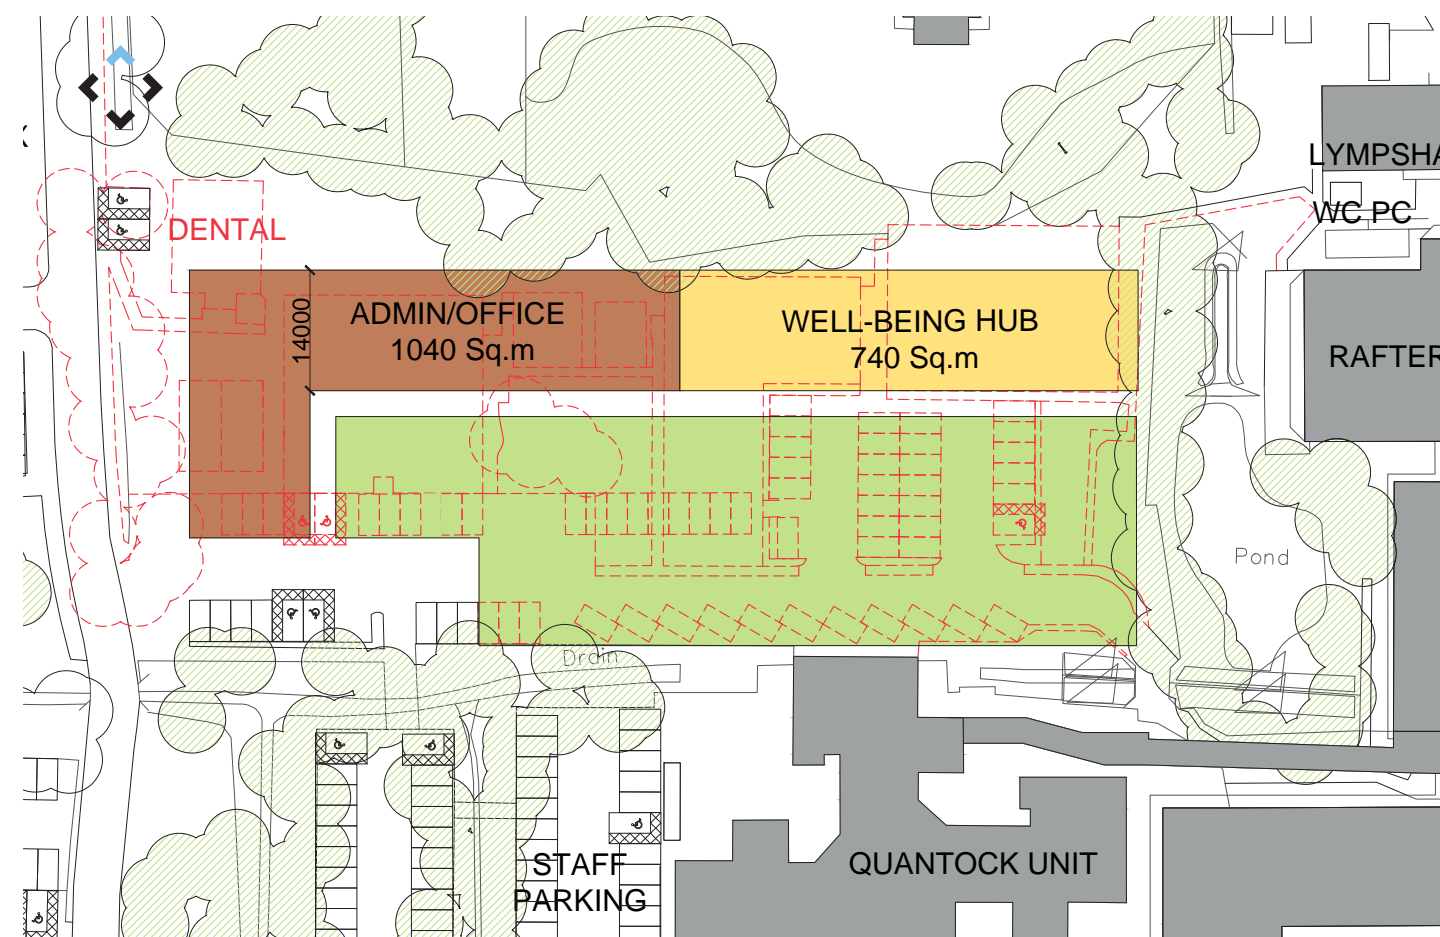 LYMPSHA
WC PC
DENTAL
14000
ADMIN/OFFICE
1040 Sq.m
WELL-BEING HUB
740 Sq.m
RAFTER
Pond
Drain
STAFF
PARKING
QUANTOCK UNIT